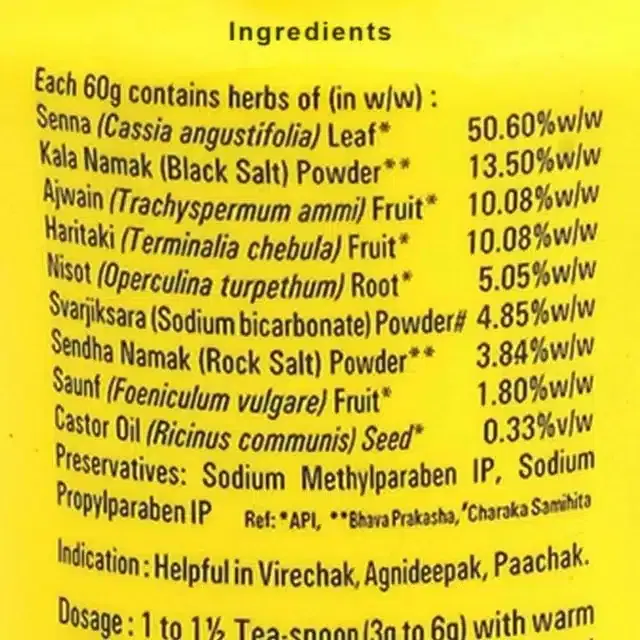 Ingredients
Each 60g contains herbs of (in w/w) :
Senna (Cassia angustifolia) Leaf* 50.60%w/w
Kala Namak (Black Salt) Powder** 13.50%w/w
Ajwain (Trachyspermum ammi) Fruit* 10.08%w/w
Haritaki (Terminalia chebula) Fruit* 10.08%w/w
Nisot (Operculina turpethum) Root* 5.05%w/w
Svarjiksara (Sodium bicarbonate) Powder# 4.85%w/w
Sendha Namak (Rock Salt) Powder** 3.84%w/w
Saunf (Foeniculum vulgare) Fruit* 1.80%w/w
Castor Oil (Ricinus communis) Seed* 0.33%v/w
Preservatives: Sodium Methylparaben IP, Sodium
Propylparaben IP Ref: *API, **Bhava Prakasha, #Charaka Samihita
Indication : Helpful in Virechak, Agnideepak, Paachak.
Dosage : 1 to 1½ Tea-spoon (3g to 6g) with warm